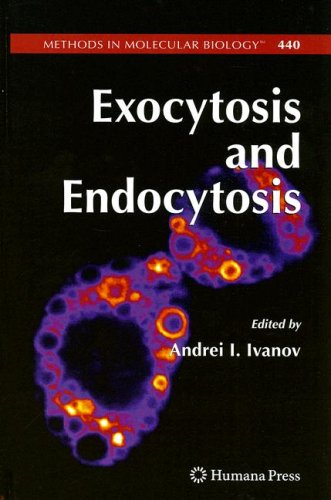 METHODS IN MOLECULAR BIOLOGY™ 440
Exocytosis
and
Endocytosis
Edited by
Andrei I. Ivanov
Humana Press